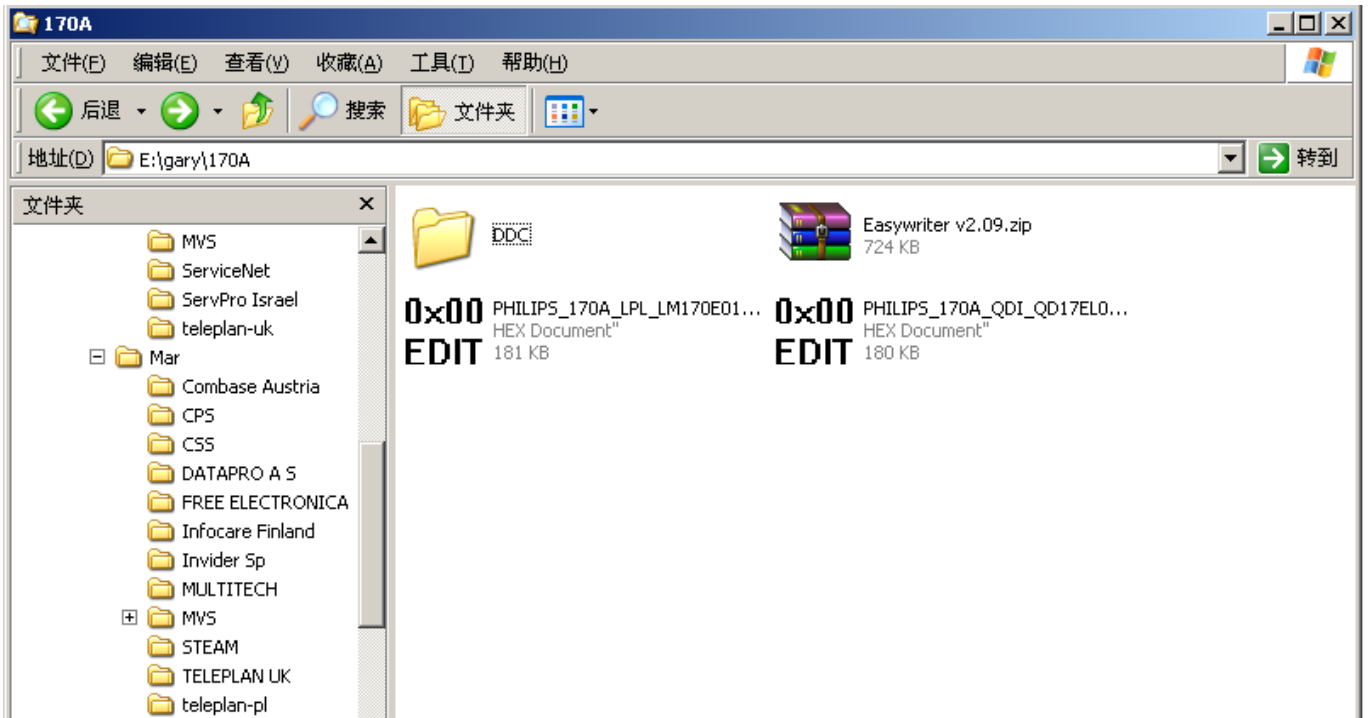 170A
文件(F) 编辑(E) 查看(V) 收藏(A) 工具(T) 帮助(H)
后退 搜索 文件夹
地址(D) E:\gary\170A 转到
文件夹
MVS
ServiceNet
ServPro Israel
teleplan-uk
Mar
Combase Austria
CPS
CSS
DATAPRO A S
FREE ELECTRONICA
Infocare Finland
Invider Sp
MULTITECH
MVS
STEAM
TELEPLAN UK
teleplan-pl
DDC
Easywriter v2.09.zip
724 KB
0x00
EDIT
PHILIPS_170A_LPL_LM170E01...
HEX Document"
181 KB
0x00
EDIT
PHILIPS_170A_QDI_QD17EL0...
HEX Document"
180 KB